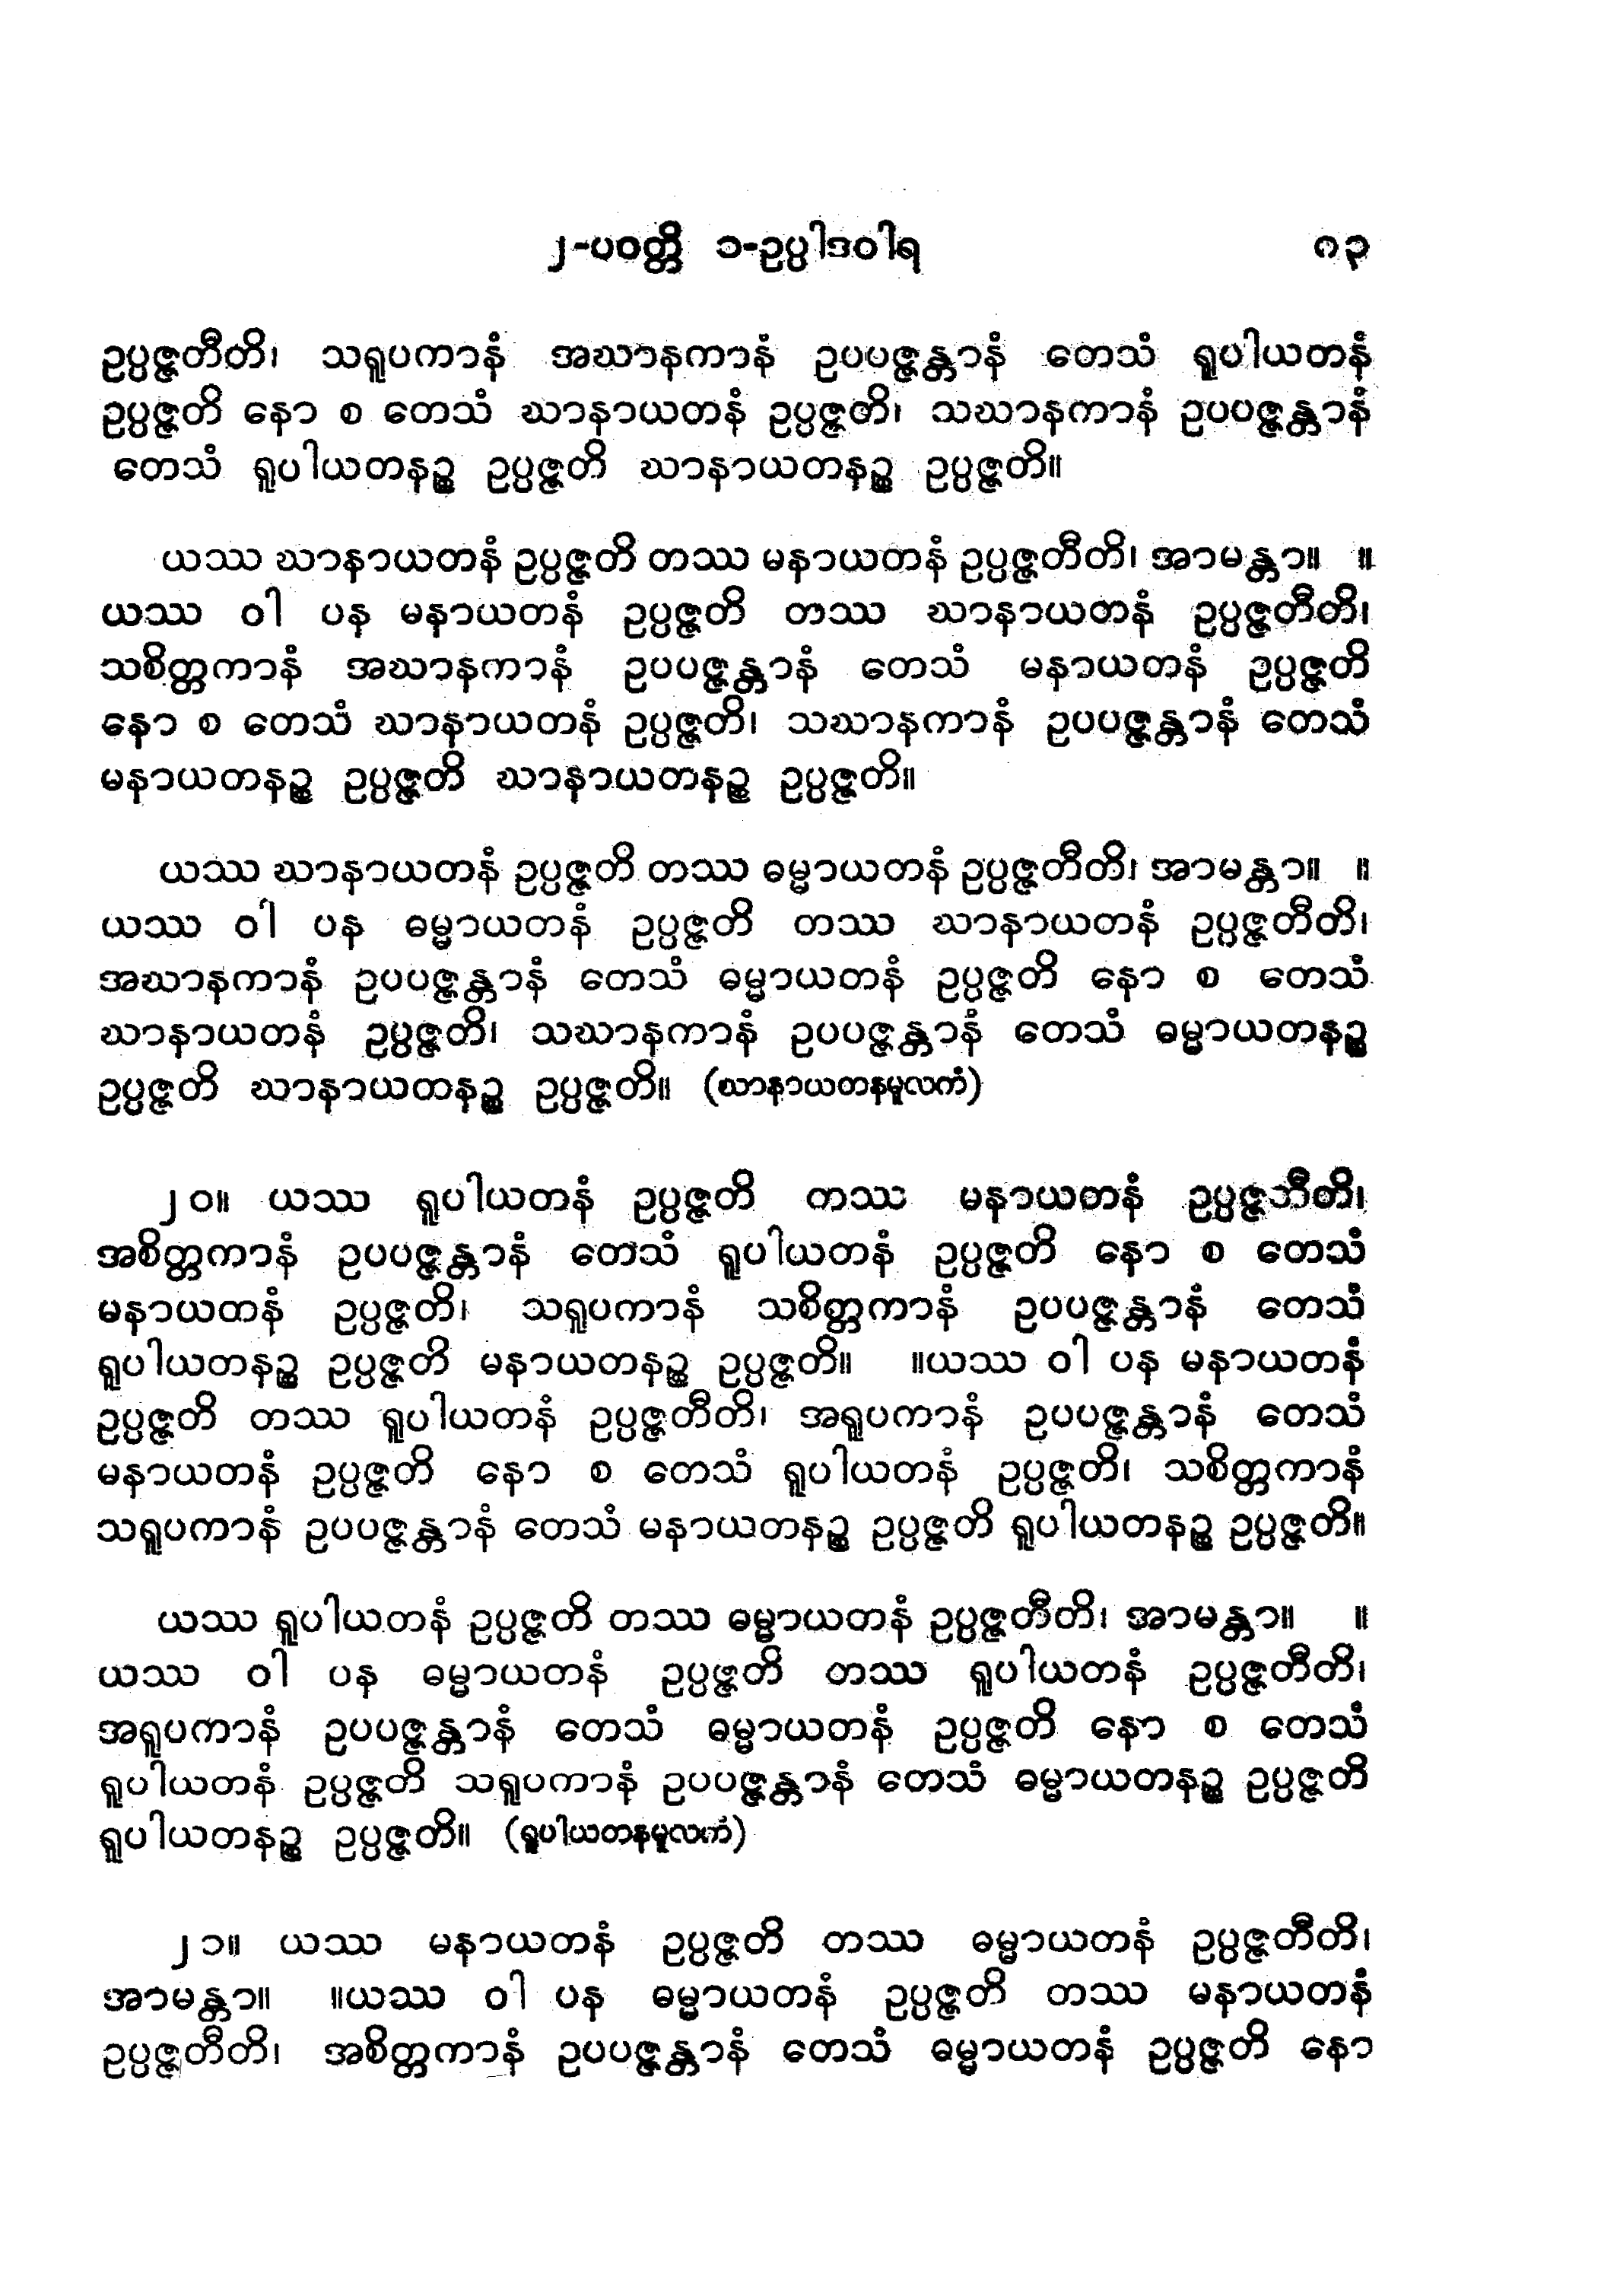 ၂-ပဝတ္တိ ၁-ဥပ္ပါဒဝါရ ၈၃
ဥပ္ပဇ္ဇတီတိ၊ သရူပကာနံ အဃာနကာနံ ဥပပဇ္ဇန္တာနံ တေသံ ရူပါယတနံ
ဥပ္ပဇ္ဇတိ နော စ တေသံ ဃာနာယတနံ ဥပ္ပဇ္ဇတိ၊ သဃာနကာနံ ဥပပဇ္ဇန္တာနံ
တေသံ ရူပါယတနဉ္စ ဥပ္ပဇ္ဇတိ ဃာနာယတနဉ္စ ဥပ္ပဇ္ဇတိ။
ယဿ ဃာနာယတနံ ဥပ္ပဇ္ဇတိ တဿ မနာယတနံ ဥပ္ပဇ္ဇတီတိ၊ အာမန္တာ။ ။
ယဿ ဝါ ပန မနာယတနံ ဥပ္ပဇ္ဇတိ တဿ ဃာနာယတနံ ဥပ္ပဇ္ဇတီတိ၊
သစိတ္တကာနံ အဃာနကာနံ ဥပပဇ္ဇန္တာနံ တေသံ မနာယတနံ ဥပ္ပဇ္ဇတိ
နော စ တေသံ ဃာနာယတနံ ဥပ္ပဇ္ဇတိ၊ သဃာနကာနံ ဥပပဇ္ဇန္တာနံ တေသံ
မနာယတနဉ္စ ဥပ္ပဇ္ဇတိ ဃာနာယတနဉ္စ ဥပ္ပဇ္ဇတိ။
ယဿ ဃာနာယတနံ ဥပ္ပဇ္ဇတိ တဿ ဓမ္မာယတနံ ဥပ္ပဇ္ဇတီတိ၊ အာမန္တာ။ ။
ယဿ ဝါ ပန ဓမ္မာယတနံ ဥပ္ပဇ္ဇတိ တဿ ဃာနာယတနံ ဥပ္ပဇ္ဇတီတိ၊
အဃာနကာနံ ဥပပဇ္ဇန္တာနံ တေသံ ဓမ္မာယတနံ ဥပ္ပဇ္ဇတိ နော စ တေသံ
ဃာနာယတနံ ဥပ္ပဇ္ဇတိ၊ သဃာနကာနံ ဥပပဇ္ဇန္တာနံ တေသံ ဓမ္မာယတနဉ္စ
ဥပ္ပဇ္ဇတိ ဃာနာယတနဉ္စ ဥပ္ပဇ္ဇတိ။ (ဃာနာယတနမူလကံ)
၂၀။ ယဿ ရူပါယတနံ ဥပ္ပဇ္ဇတိ တဿ မနာယတနံ ဥပ္ပဇ္ဇတီတိ၊
အစိတ္တကာနံ ဥပပဇ္ဇန္တာနံ တေသံ ရူပါယတနံ ဥပ္ပဇ္ဇတိ နော စ တေသံ
မနာယတနံ ဥပ္ပဇ္ဇတိ၊ သရူပကာနံ သစိတ္တကာနံ ဥပပဇ္ဇန္တာနံ တေသံ
ရူပါယတနဉ္စ ဥပ္ပဇ္ဇတိ မနာယတနဉ္စ ဥပ္ပဇ္ဇတိ။ ။ယဿ ဝါ ပန မနာယတနံ
ဥပ္ပဇ္ဇတိ တဿ ရူပါယတနံ ဥပ္ပဇ္ဇတီတိ၊ အရူပကာနံ ဥပပဇ္ဇန္တာနံ တေသံ
မနာယတနံ ဥပ္ပဇ္ဇတိ နော စ တေသံ ရူပါယတနံ ဥပ္ပဇ္ဇတိ၊ သစိတ္တကာနံ
သရူပကာနံ ဥပပဇ္ဇန္တာနံ တေသံ မနာယတနဉ္စ ဥပ္ပဇ္ဇတိ ရူပါယတနဉ္စ ဥပ္ပဇ္ဇတိ။
ယဿ ရူပါယတနံ ဥပ္ပဇ္ဇတိ တဿ ဓမ္မာယတနံ ဥပ္ပဇ္ဇတီတိ၊ အာမန္တာ။ ။
ယဿ ဝါ ပန ဓမ္မာယတနံ ဥပ္ပဇ္ဇတိ တဿ ရူပါယတနံ ဥပ္ပဇ္ဇတီတိ၊
အရူပကာနံ ဥပပဇ္ဇန္တာနံ တေသံ ဓမ္မာယတနံ ဥပ္ပဇ္ဇတိ နော စ တေသံ
ရူပါယတနံ ဥပ္ပဇ္ဇတိ သရူပကာနံ ဥပပဇ္ဇန္တာနံ တေသံ ဓမ္မာယတနဉ္စ ဥပ္ပဇ္ဇတိ
ရူပါယတနဉ္စ ဥပ္ပဇ္ဇတိ။ (ရူပါယတနမူလကံ)
၂၁။ ယဿ မနာယတနံ ဥပ္ပဇ္ဇတိ တဿ ဓမ္မာယတနံ ဥပ္ပဇ္ဇတီတိ၊
အာမန္တာ။ ။ယဿ ဝါ ပန ဓမ္မာယတနံ ဥပ္ပဇ္ဇတိ တဿ မနာယတနံ
ဥပ္ပဇ္ဇတီတိ၊ အစိတ္တကာနံ ဥပပဇ္ဇန္တာနံ တေသံ ဓမ္မာယတနံ ဥပ္ပဇ္ဇတိ နော